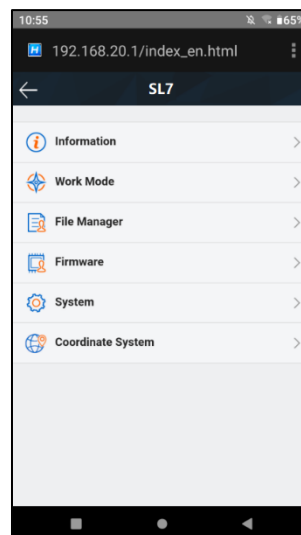 10:55
65%
H 192.168.20.1/index_en.html
SL7
Information
Work Mode
File Manager
Firmware
System
Coordinate System